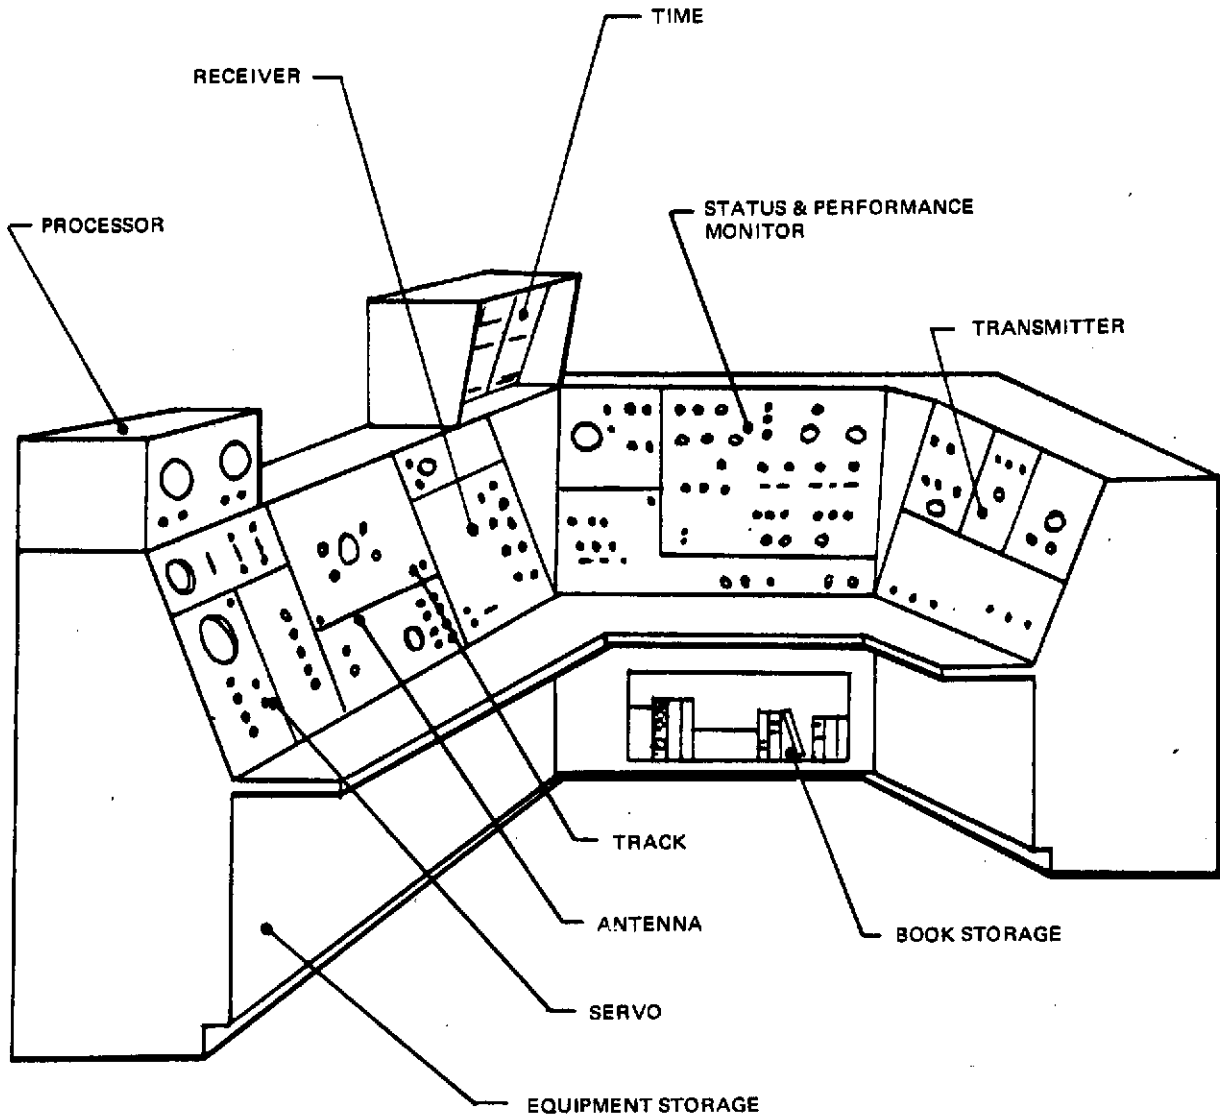 TIME
RECEIVER
STATUS & PERFORMANCE
MONITOR
PROCESSOR
TRANSMITTER
TRACK
ANTENNA
BOOK STORAGE
SERVO
EQUIPMENT STORAGE